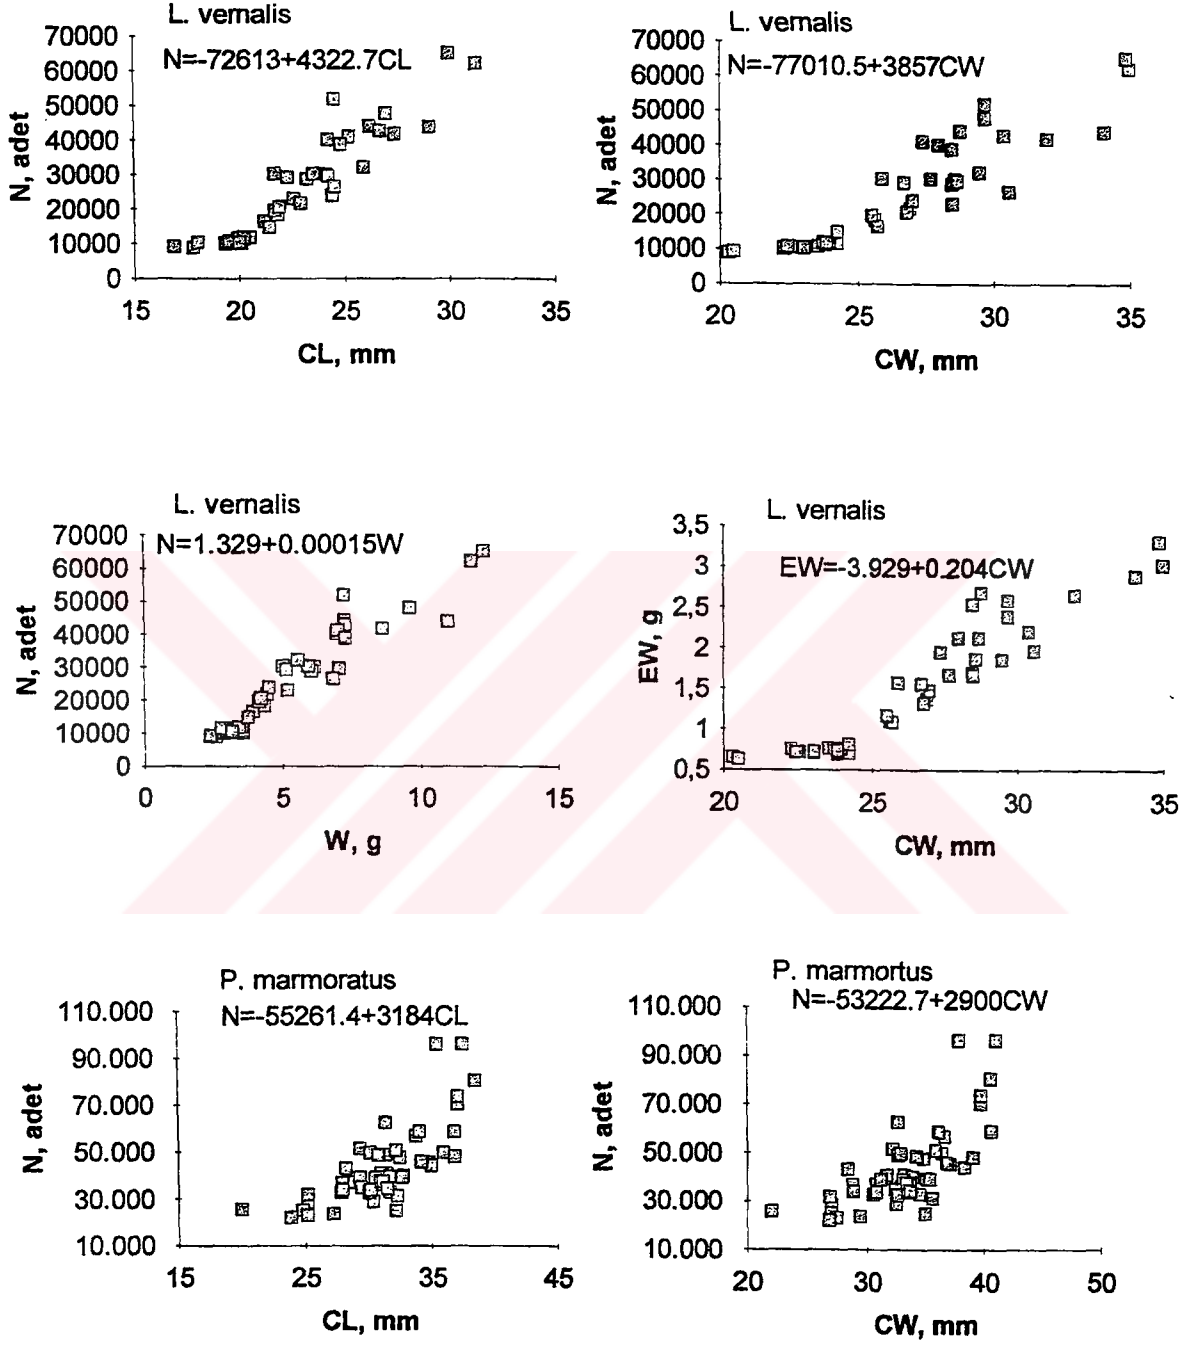 L. vernalis
N=-72613+4322.7CL
N, adet
70000
60000
50000
40000
30000
20000
10000
0
15 20 25 30 35
CL, mm
L. vernalis
N=-77010.5+3857CW
N, adet
70000
60000
50000
40000
30000
20000
10000
0
20 25 30 35
CW, mm
L. vernalis
N=1.329+0.00015W
N, adet
70000
60000
50000
40000
30000
20000
10000
0
0 5 10 15
W, g
L. vernalis
EW=-3.929+0.204CW
EW, g
3,5
3
2,5
2
1,5
1
0,5
20 25 30 35
CW, mm
P. marmoratus
N=-55261.4+3184CL
N, adet
110.000
90.000
70.000
50.000
30.000
10.000
15 25 35 45
CL, mm
P. marmortus
N=-53222.7+2900CW
N, adet
110.000
90.000
70.000
50.000
30.000
10.000
20 30 40 50
CW, mm